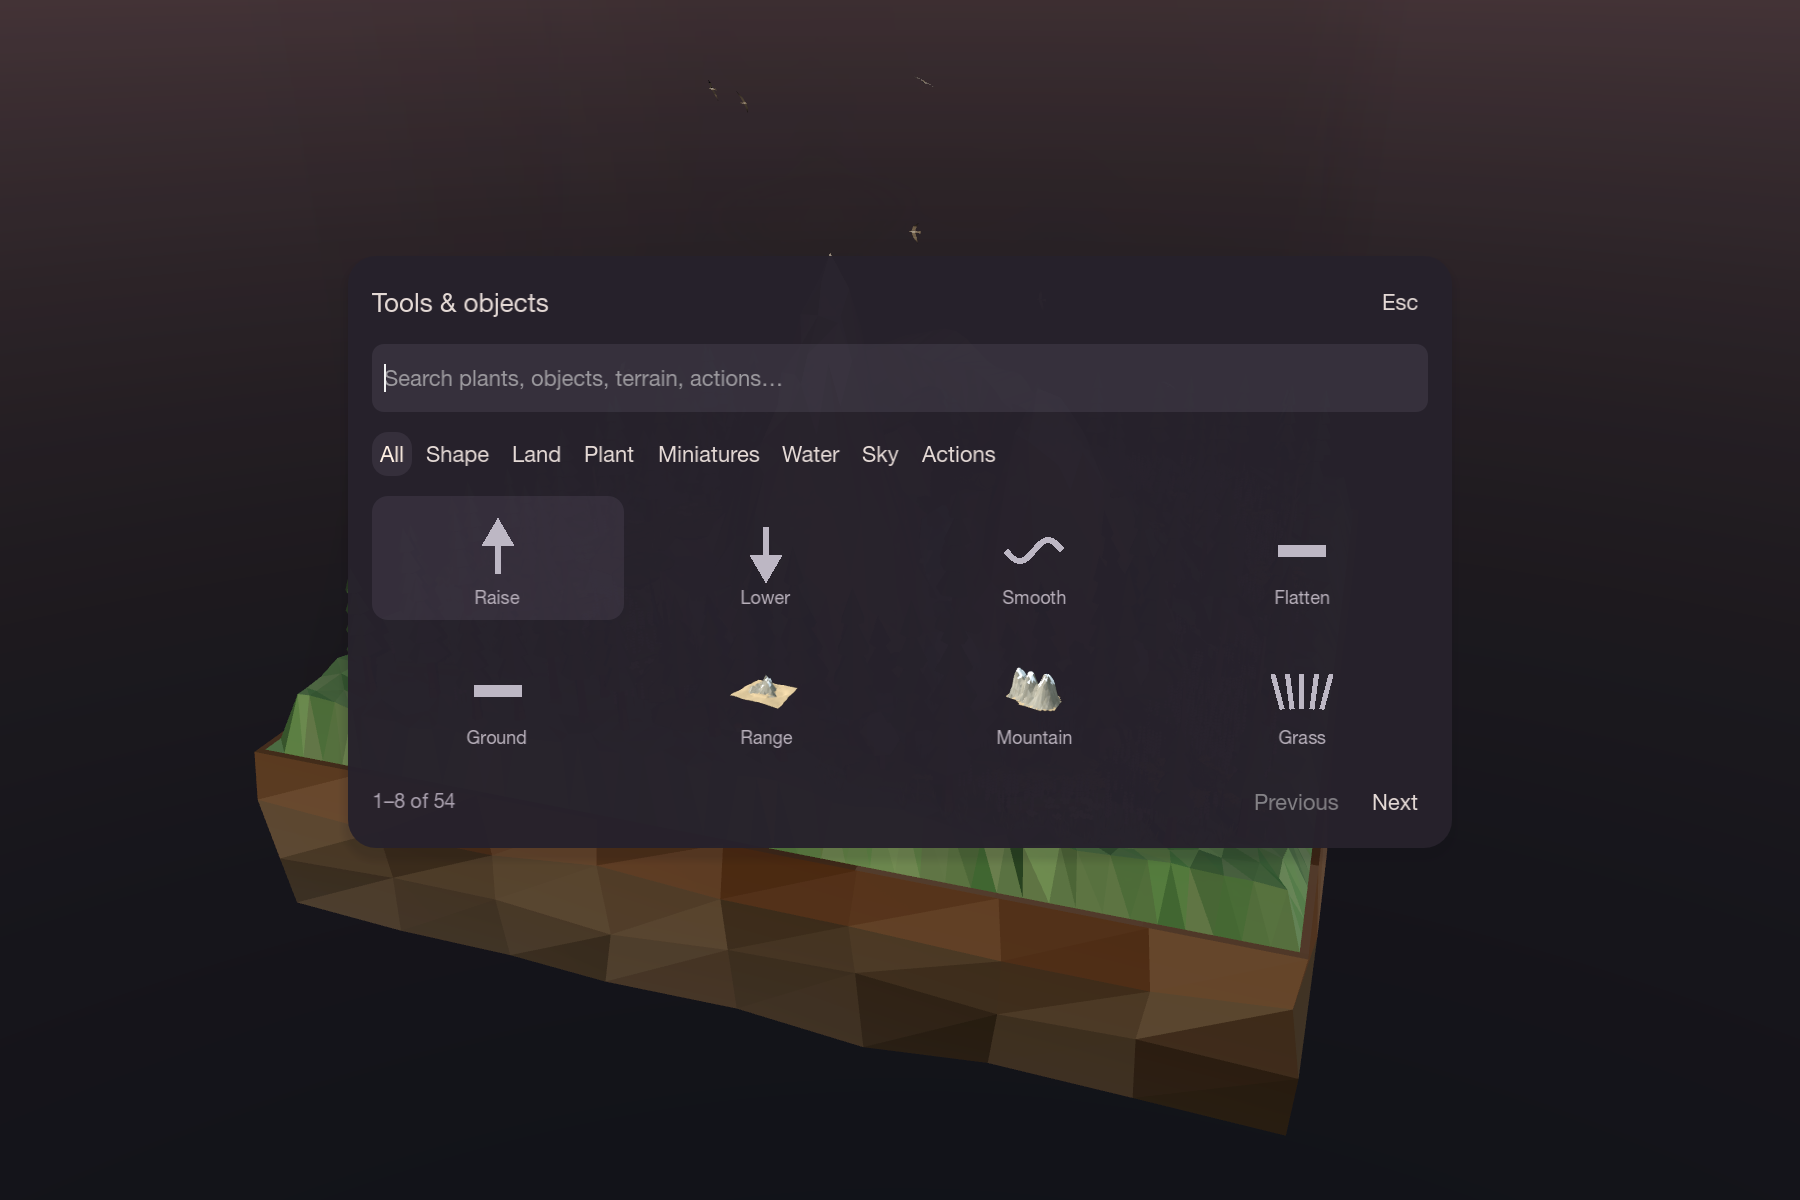 Tools & objects
Esc
Search plants, objects, terrain, actions…
All Shape Land Plant Miniatures Water Sky Actions
Raise Lower Smooth Flatten
Ground Range Mountain Grass
1–8 of 54
Previous Next